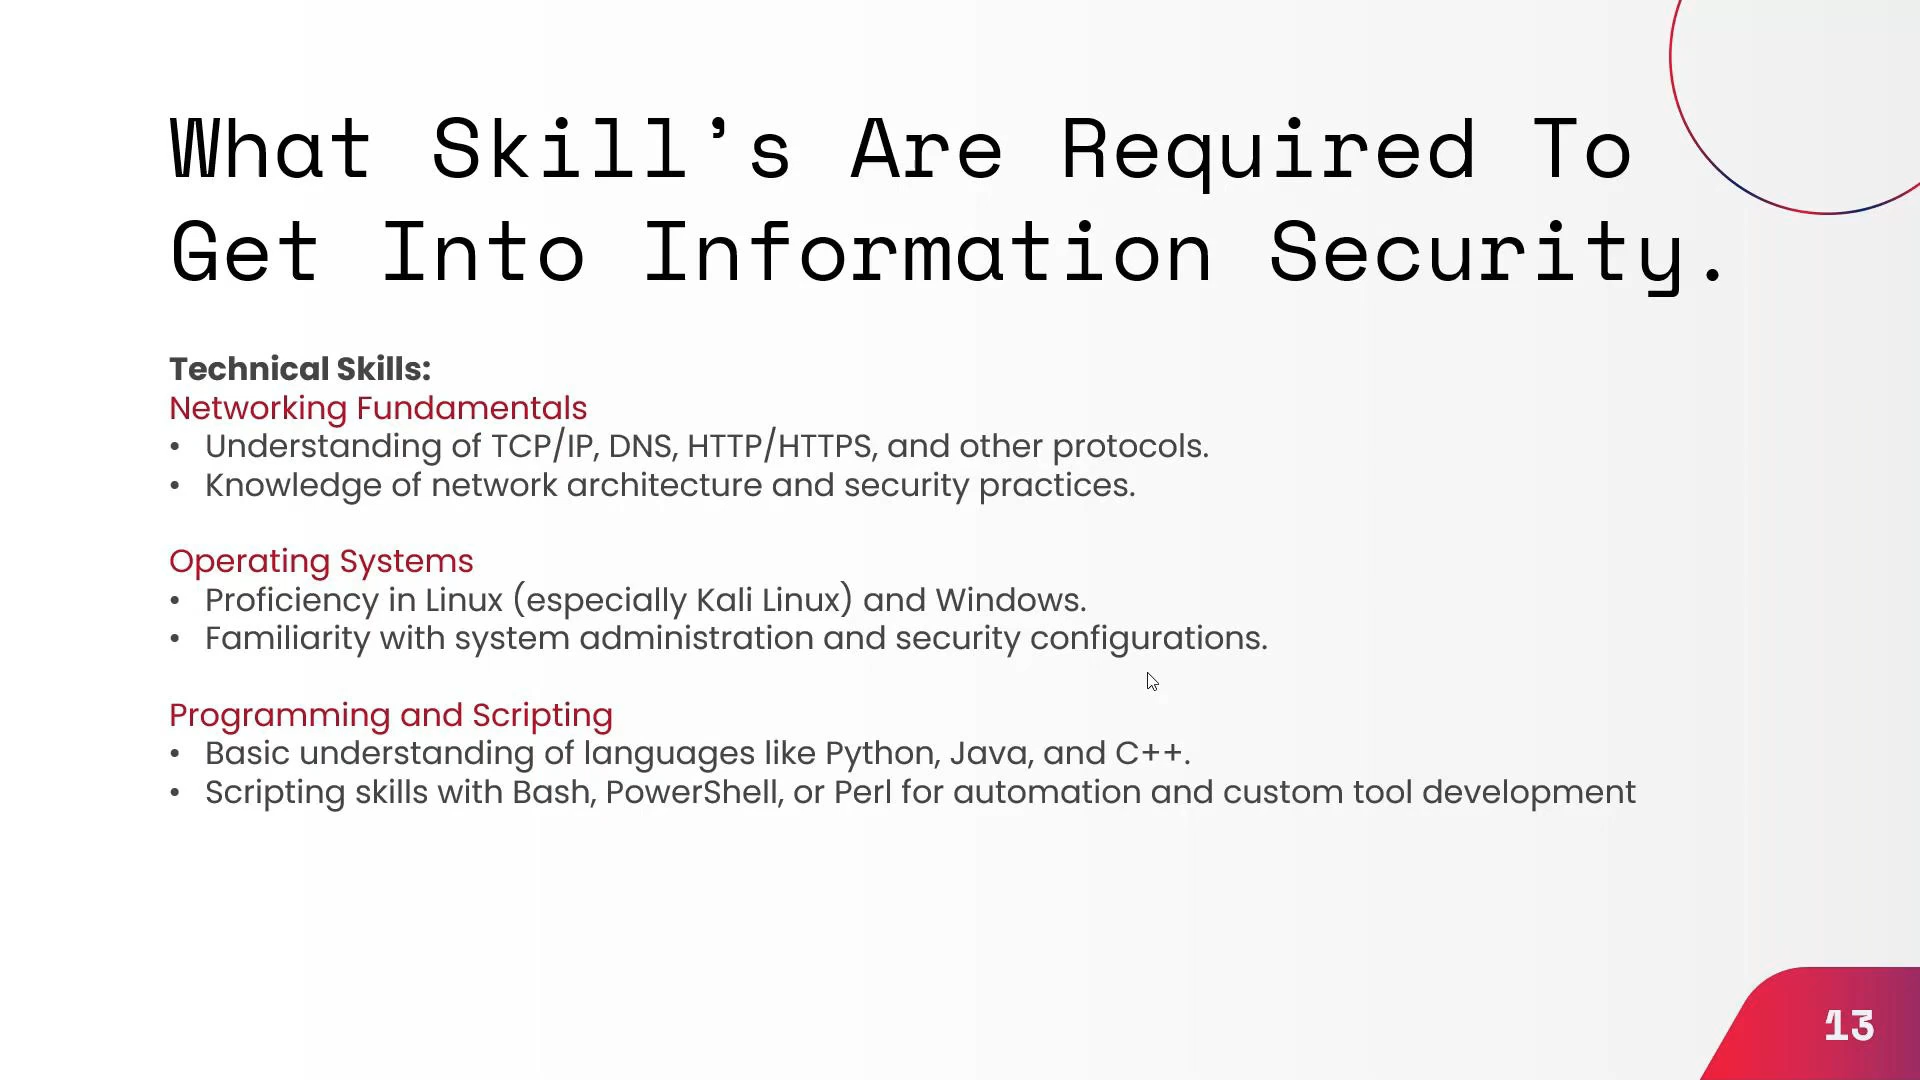 What Skill's Are Required To
Get Into Information Security.
Technical Skills:
Networking Fundamentals
• Understanding of TCP/IP, DNS, HTTP/HTTPS, and other protocols.
• Knowledge of network architecture and security practices.
Operating Systems
• Proficiency in Linux (especially Kali Linux) and Windows.
• Familiarity with system administration and security configurations.
Programming and Scripting
• Basic understanding of languages like Python, Java, and C++.
• Scripting skills with Bash, PowerShell, or Perl for automation and custom tool development
13